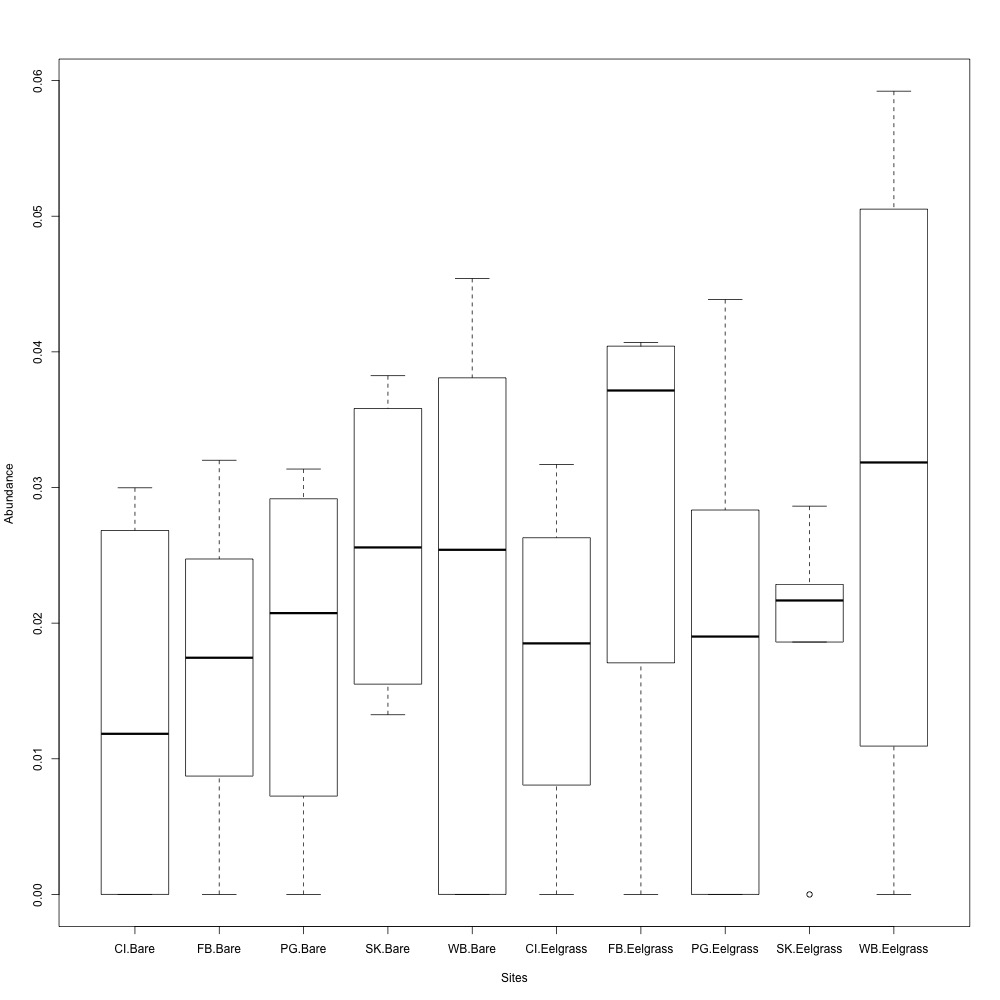 Abundance
0.06
0.05
0.04
0.03
0.02
0.01
0.00
CI.Bare FB.Bare PG.Bare SK.Bare WB.Bare CI.Eelgrass FB.Eelgrass PG.Eelgrass SK.Eelgrass WB.Eelgrass
Sites